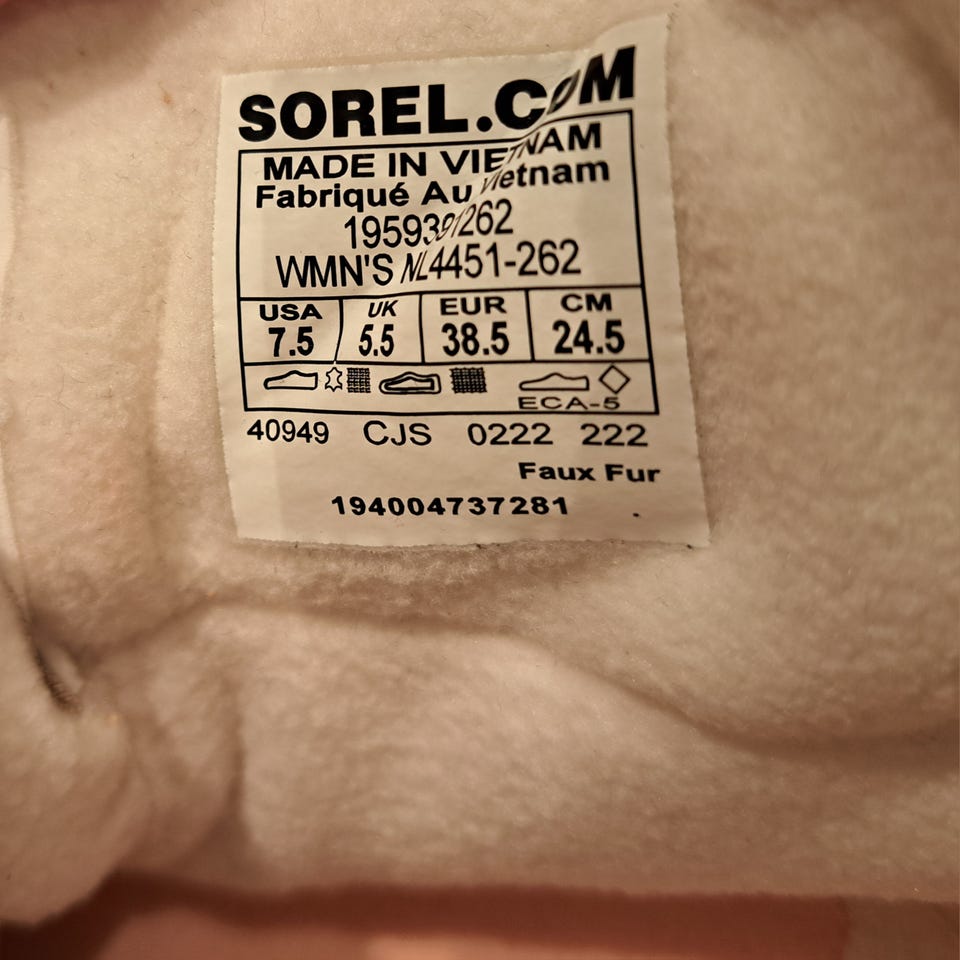 SOREL.COM
MADE IN VIETNAM
Fabriqué Au Vietnam
1959391262
WMN'S NL4451-262
USA UK EUR CM
7.5 5.5 38.5 24.5
ECA-5
40949 CJS 0222 222
Faux Fur
194004737281